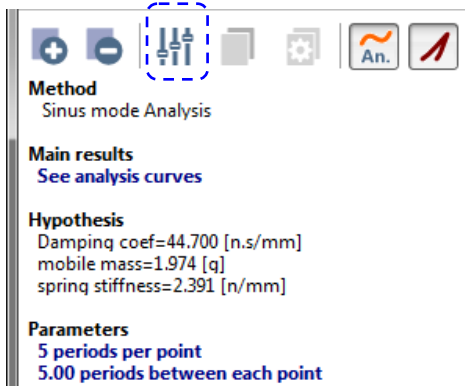 An.
Method
Sinus mode Analysis
Main results
See analysis curves
Hypothesis
Damping coef=44.700 [n.s/mm]
mobile mass=1.974 [g]
spring stiffness=2.391 [n/mm]
Parameters
5 periods per point
5.00 periods between each point